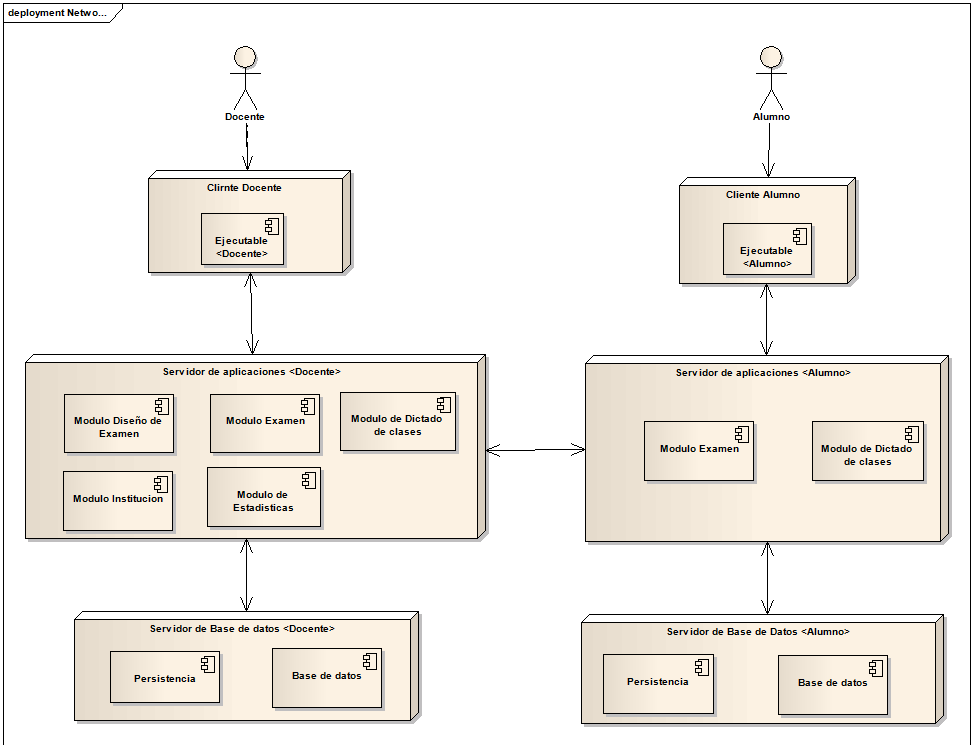 deployment Netwo...
Docente
Alumno
Clirnte Docente
Ejecutable
<Docente>
Cliente Alumno
Ejecutable
<Alumno>
Servidor de aplicaciones <Docente>
Modulo Diseño de
Examen
Modulo Examen
Modulo de Dictado
de clases
Modulo Institucion
Modulo de
Estadisticas
Servidor de aplicaciones <Alumno>
Modulo Examen
Modulo de Dictado
de clases
Servidor de Base de datos <Docente>
Persistencia
Base de datos
Servidor de Base de Datos <Alumno>
Persistencia
Base de datos